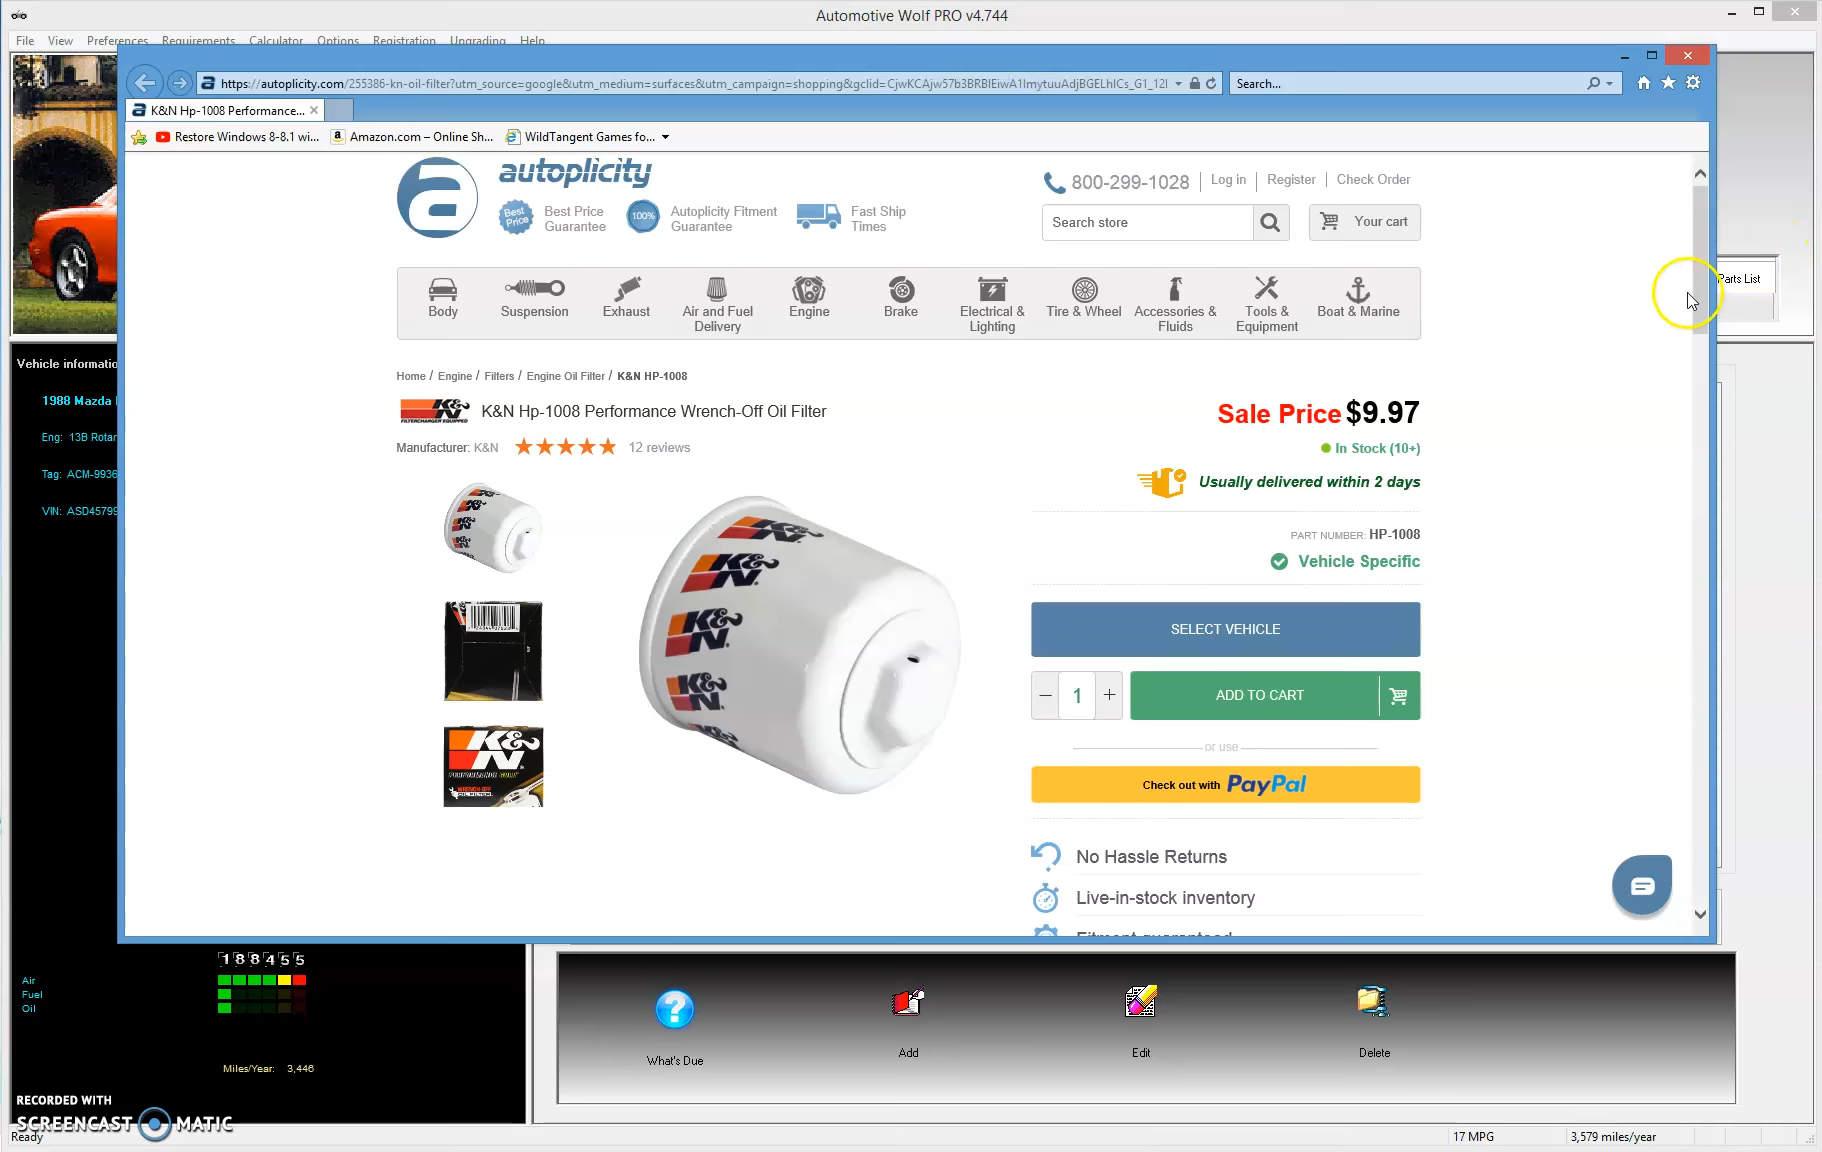 Automotive Wolf PRO v4.744
File View Preferences Requirements Calculator Options Registration Upgrading Help
https://autoplicity.com/255386-kn-oil-filter?utm_source=google&utm_medium=surfaces&utm_campaign=shopping&gclid=CjwKCAjw57b3BRBlEiwA1ImytuuAdjBGELhICs_G1_12l
Search...
K&N Hp-1008 Performance...
Restore Windows 8-8.1 wi...
Amazon.com – Online Sh...
WildTangent Games fo...
autoplicity
Best Price
Best Price Guarantee
100%
Autoplicity Fitment Guarantee
Fast Ship Times
800-299-1028
Log in
Register
Check Order
Search store
Your cart
Body
Suspension
Exhaust
Air and Fuel Delivery
Engine
Brake
Electrical & Lighting
Tire & Wheel
Accessories & Fluids
Tools & Equipment
Boat & Marine
Parts List
Vehicle informatio
1988 Mazda
Eng: 13B Rotar
Tag: ACM-9936
VIN: ASD45799
Home / Engine / Filters / Engine Oil Filter / K&N HP-1008
K&N
FILTERCHARGER EQUIPPED
K&N Hp-1008 Performance Wrench-Off Oil Filter
Manufacturer: K&N
12 reviews
Sale Price $9.97
In Stock (10+)
Usually delivered within 2 days
PART NUMBER: HP-1008
Vehicle Specific
SELECT VEHICLE
1
ADD TO CART
or use
Check out with PayPal
No Hassle Returns
Live-in-stock inventory
Fitment guaranteed
K&N
K&N
K&N
K&N
K&N
188455
Air
Fuel
Oil
Miles/Year: 3,446
What's Due
Add
Edit
Delete
RECORDED WITH
SCREENCAST MATIC
Ready
17 MPG
3,579 miles/year